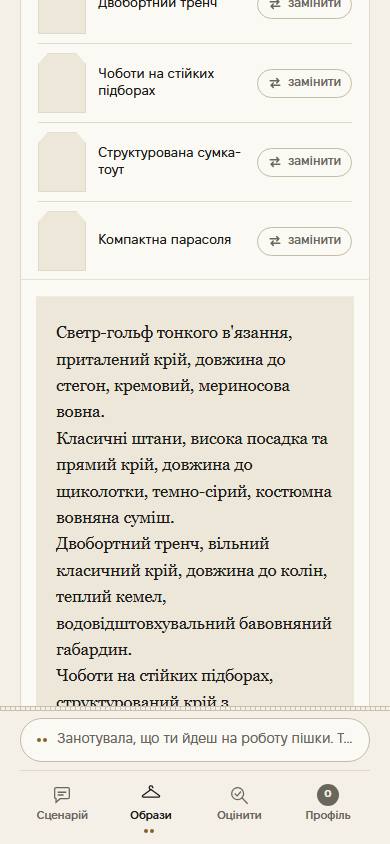 Двобортний тренч
замінити
Чоботи на стійких
підборах
замінити
Структурована сумка-
тоут
замінити
Компактна парасоля
замінити
Светр-гольф тонкого в'язання,
приталений крій, довжина до
стегон, кремовий, мериносова
вовна.
Класичні штани, висока посадка та
прямий крій, довжина до
щиколотки, темно-сірий, костюмна
вовняна суміш.
Двобортний тренч, вільний
класичний крій, довжина до колін,
теплий кемел,
водовідштовхувальний бавовняний
габардин.
Чоботи на стійких підборах,
структурований крій з
Занотувала, що ти йдеш на роботу пішки. Т...
Сценарій
Образи
Оцінити
О
Профіль